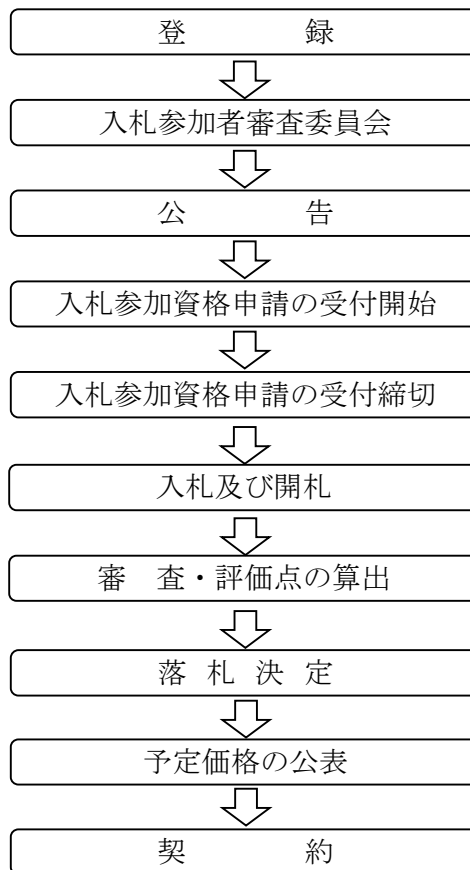 登　　　録
入札参加者審査委員会
公　　　告
入札参加資格申請の受付開始
入札参加資格申請の受付締切
入札及び開札
審　査・評価点の算出
落 札 決 定
予定価格の公表
契　　　約